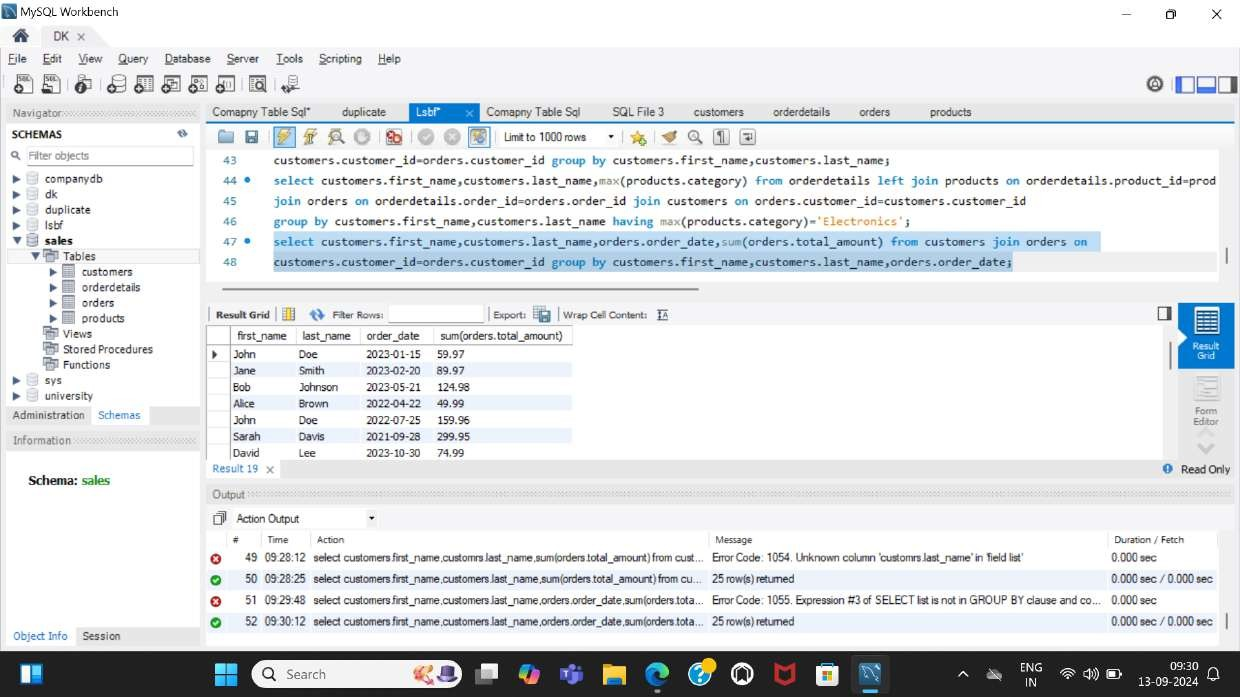 MySQL Workbench
DK
File Edit View Query Database Server Tools Scripting Help
Navigator
SCHEMAS
Filter objects
companydb
dk
duplicate
lsbf
sales
Tables
customers
orderdetails
orders
products
Views
Stored Procedures
Functions
sys
university
Administration Schemas
Information
Schema: sales
Object Info Session
Comapny Table Sql* duplicate Lsbf* Comapny Table Sql SQL File 3 customers orderdetails orders products
Limit to 1000 rows
43 customers.customer_id=orders.customer_id group by customers.first_name,customers.last_name;
44 select customers.first_name,customers.last_name,max(products.category) from orderdetails left join products on orderdetails.product_id=prod
45 join orders on orderdetails.order_id=orders.order_id join customers on orders.customer_id=customers.customer_id
46 group by customers.first_name,customers.last_name having max(products.category)='Electronics';
47 select customers.first_name,customers.last_name,orders.order_date,sum(orders.total_amount) from customers join orders on
48 customers.customer_id=orders.customer_id group by customers.first_name,customers.last_name,orders.order_date;
Result Grid Filter Rows: Export: Wrap Cell Content:
first_name last_name order_date sum(orders.total_amount)
John Doe 2023-01-15 59.97
Jane Smith 2023-02-20 89.97
Bob Johnson 2023-05-21 124.98
Alice Brown 2022-04-22 49.99
John Doe 2022-07-25 159.96
Sarah Davis 2021-09-28 299.95
David Lee 2023-10-30 74.99
Result Grid
Form Editor
Result 19
Read Only
Output
Action Output
# Time Action Message Duration / Fetch
49 09:28:12 select customers.first_name,customrs.last_name,sum(orders.total_amount) from cust... Error Code: 1054. Unknown column 'customrs.last_name' in 'field list' 0.000 sec
50 09:28:25 select customers.first_name,customers.last_name,sum(orders.total_amount) from cu... 25 row(s) returned 0.000 sec / 0.000 sec
51 09:29:48 select customers.first_name,customers.last_name,orders.order_date,sum(orders.tota... Error Code: 1055. Expression #3 of SELECT list is not in GROUP BY clause and co... 0.000 sec
52 09:30:12 select customers.first_name,customers.last_name,orders.order_date,sum(orders.tota... 25 row(s) returned 0.000 sec / 0.000 sec
Search
ENG
IN
09:30
13-09-2024